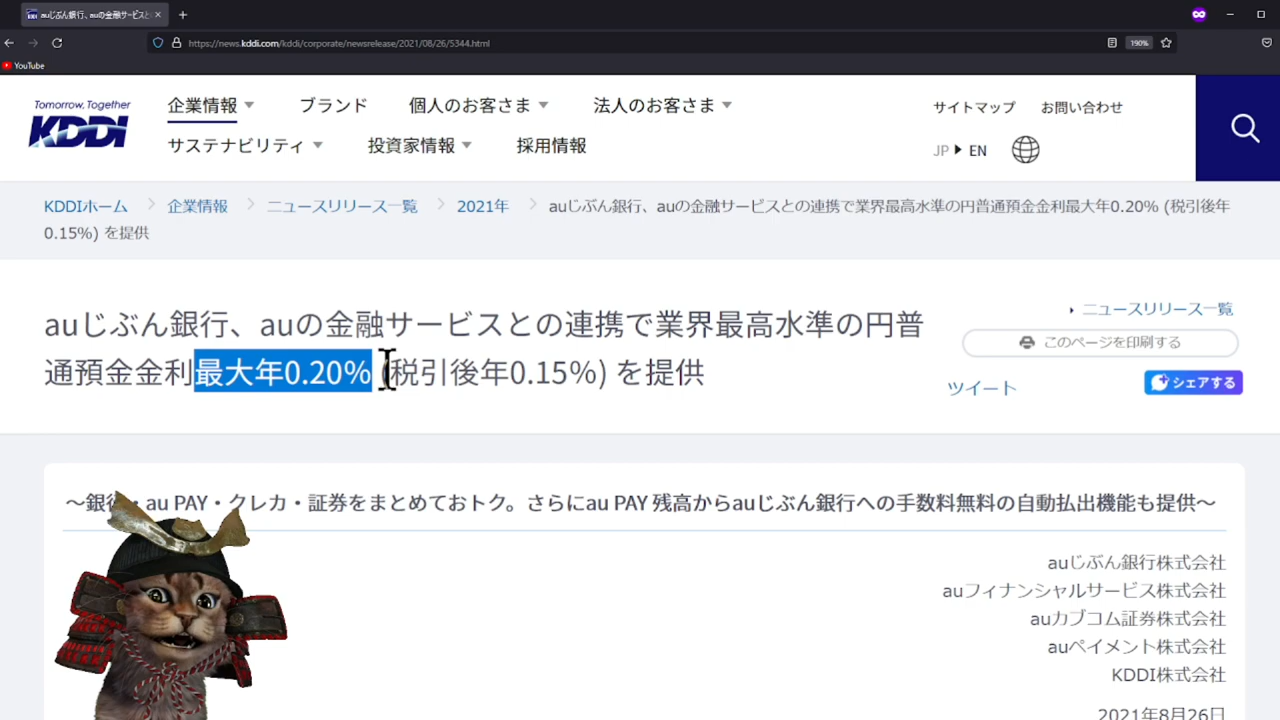 auじぶん銀行、auの金融サービスと
YouTube
https://news.kddi.com/kddi/corporate/newsrelease/2021/08/26/5344.html
190%
Tomorrow, Together
KDDI
企業情報
ブランド
個人のお客さま
法人のお客さま
サステナビリティ
投資家情報
採用情報
サイトマップ
お問い合わせ
JP
EN
KDDIホーム
企業情報
ニュースリリース一覧
2021年
auじぶん銀行、auの金融サービスとの連携で業界最高水準の円普通預金金利最大年0.20% (税引後年
0.15%) を提供
auじぶん銀行、auの金融サービスとの連携で業界最高水準の円普
通預金金利最大年0.20% (税引後年0.15%) を提供
ニュースリリース一覧
このページを印刷する
ツイート
シェアする
～銀行・au PAY・クレカ・証券をまとめておトク。さらにau PAY 残高からauじぶん銀行への手数料無料の自動払出機能も提供～
auじぶん銀行株式会社
auフィナンシャルサービス株式会社
auカブコム証券株式会社
auペイメント株式会社
KDDI株式会社
2021年8月26日